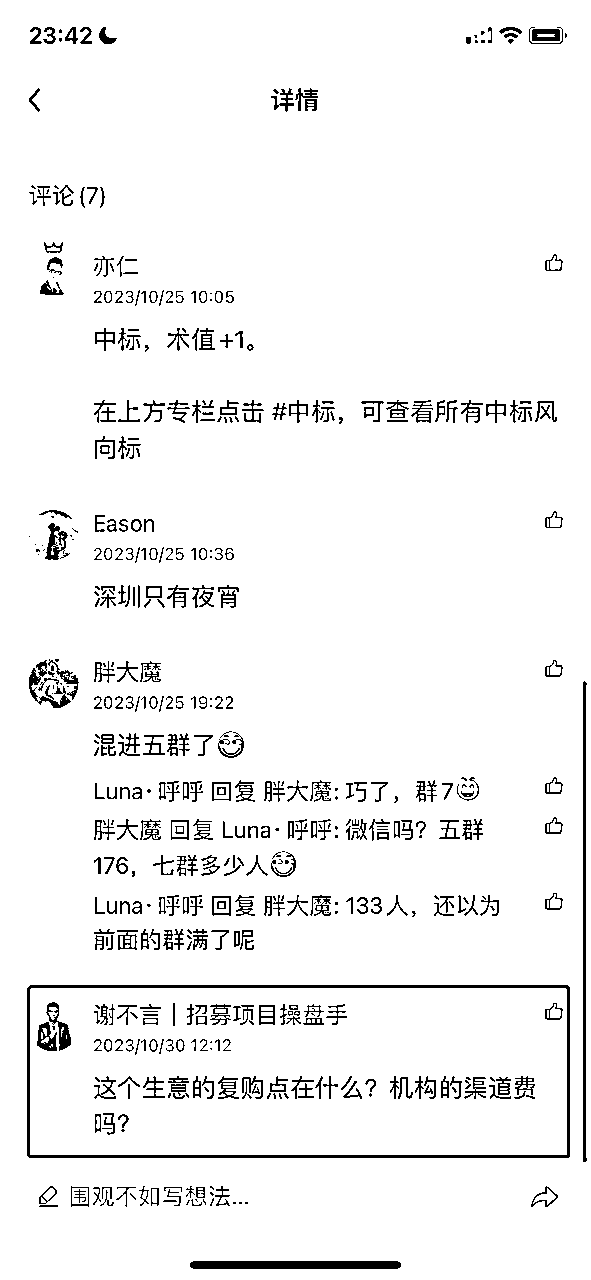 23:42
详情
评论(7)
亦仁
2023/10/25 10:05
中标，术值+1。
在上方专栏点击 #中标，可查看所有中标风
向标
Eason
2023/10/25 10:36
深圳只有夜宵
胖大魔
2023/10/25 19:22
混进五群了
Luna·呼呼 回复 胖大魔: 巧了，群7
胖大魔 回复 Luna·呼呼: 微信吗？五群
176，七群多少人
Luna·呼呼 回复 胖大魔: 133人，还以为
前面的群满了呢
谢不言｜招募项目操盘手
2023/10/30 12:12
这个生意的复购点在什么？机构的渠道费
吗？
围观不如写想法...